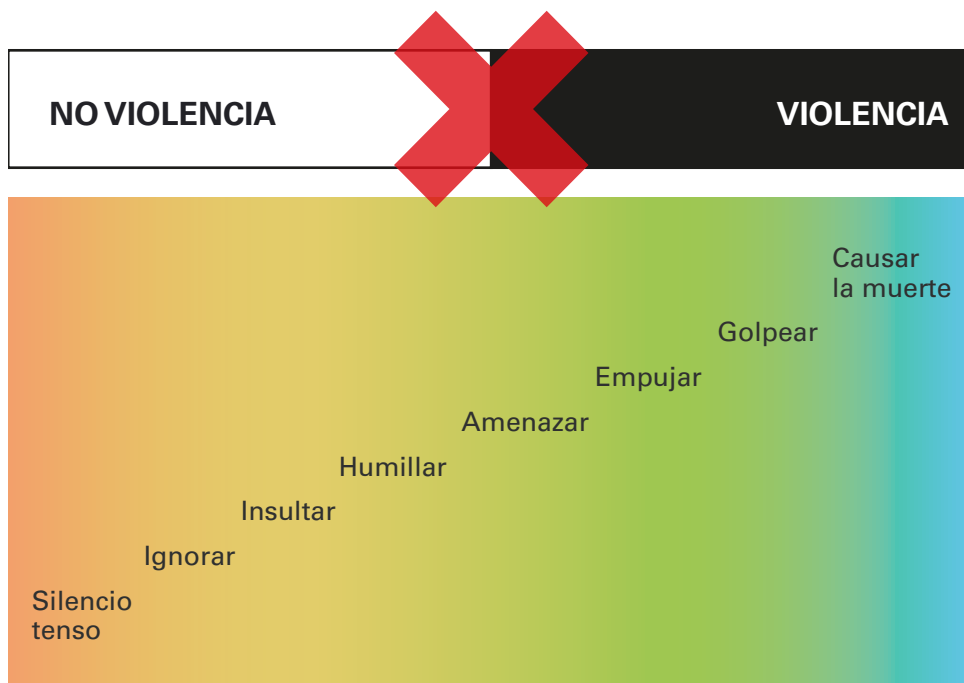 NO VIOLENCIA
VIOLENCIA
Causar
la muerte
Golpear
Empujar
Amenazar
Humillar
Insultar
Ignorar
Silencio
tenso